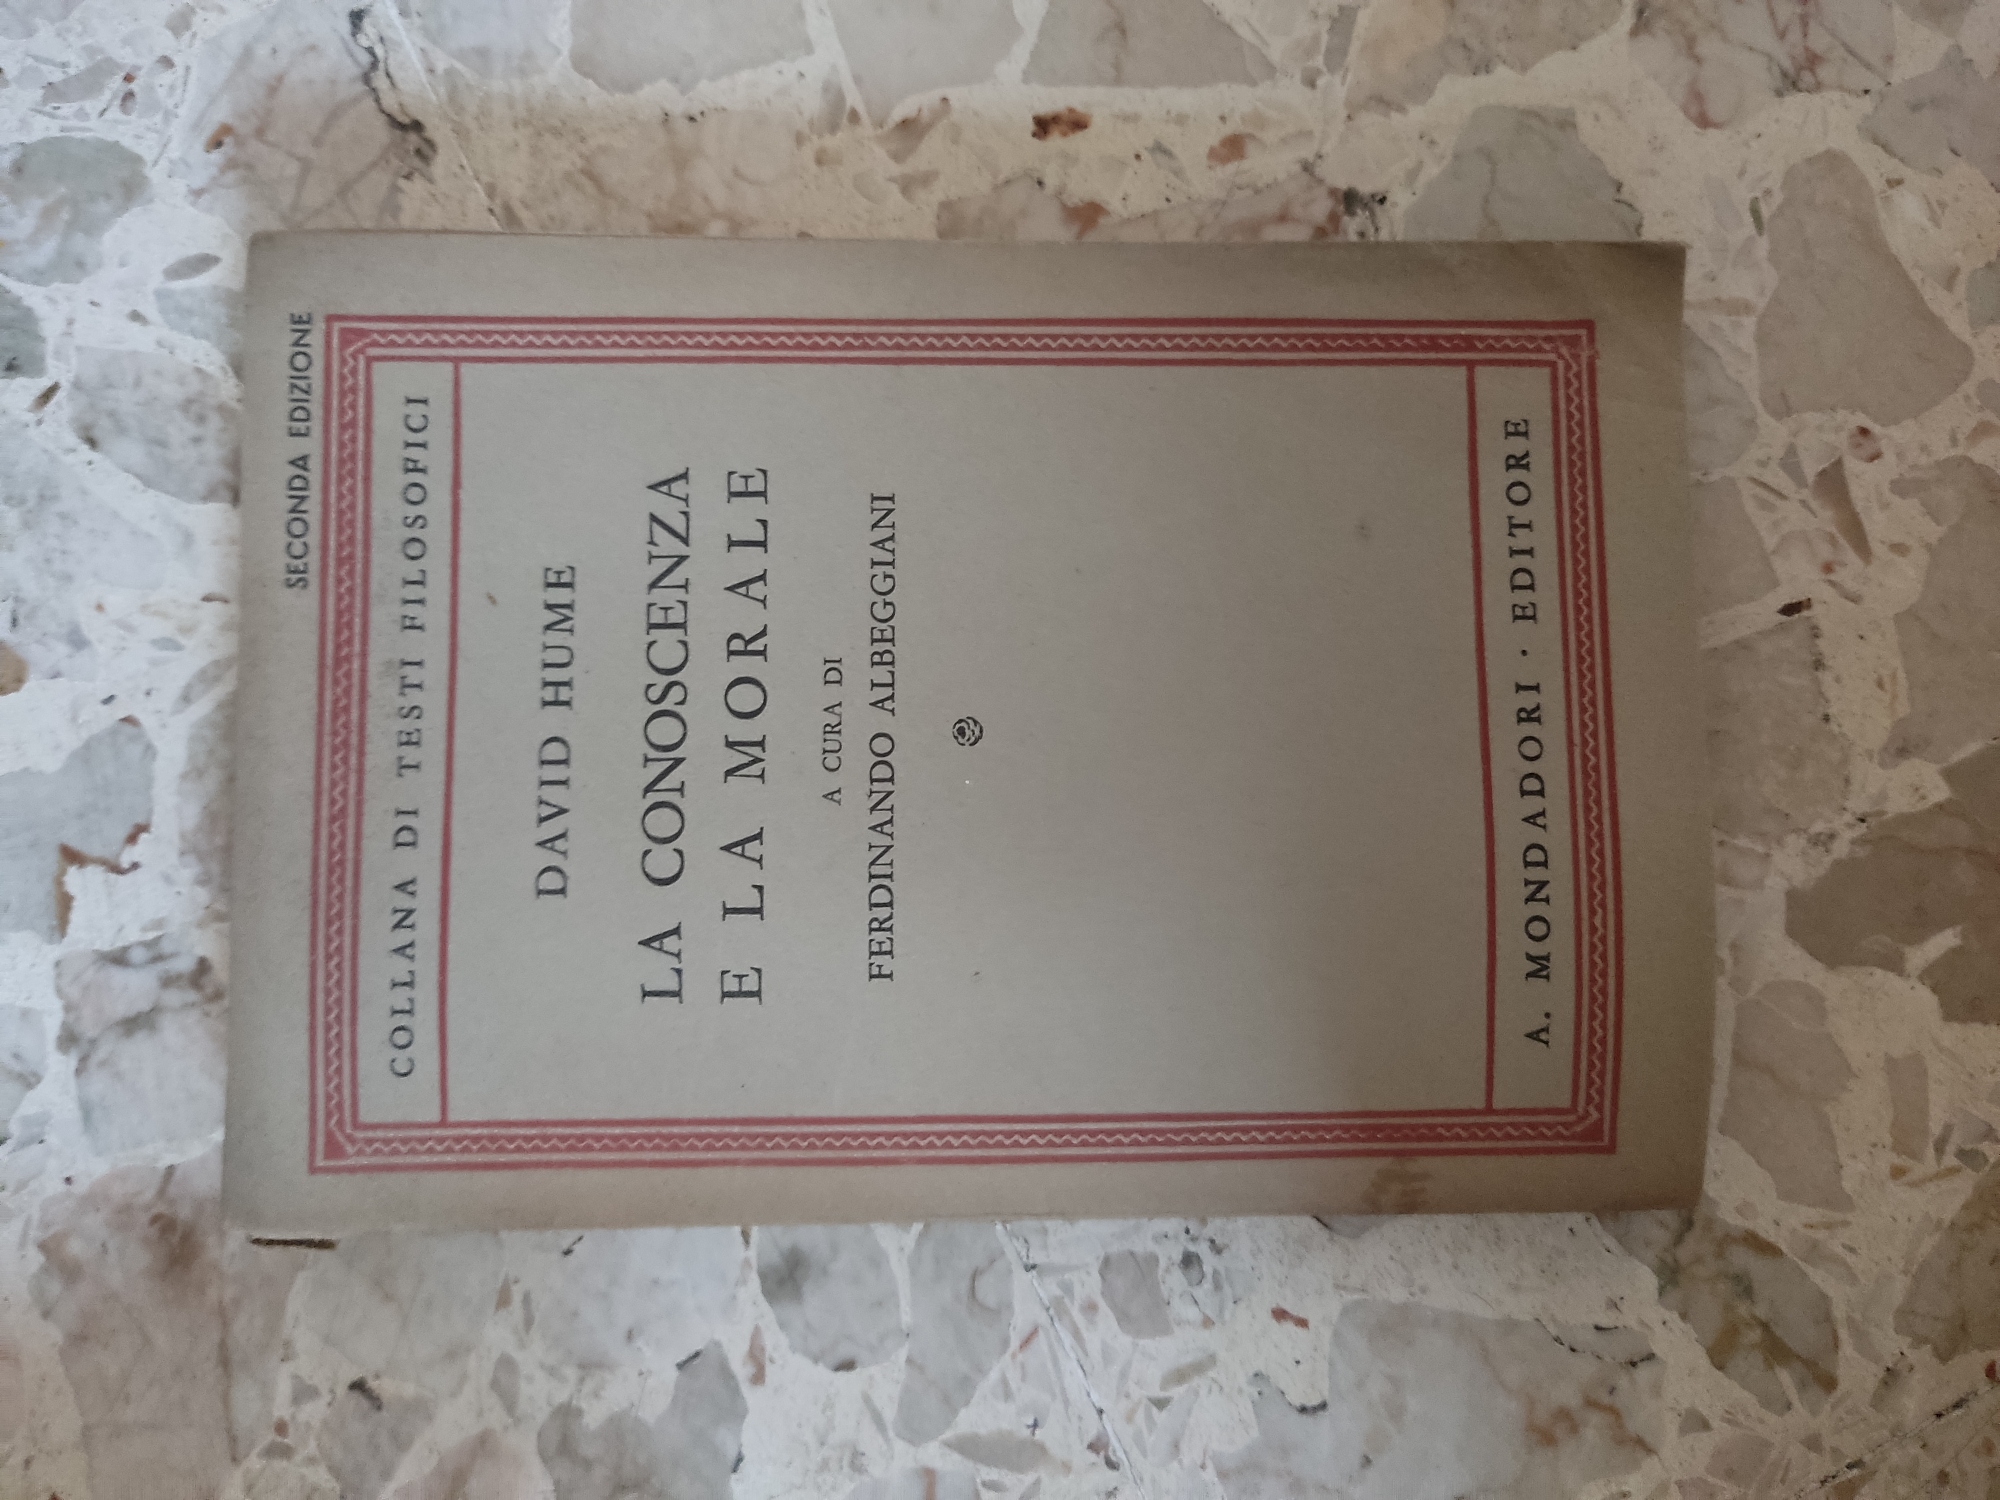 SECONDA EDIZIONE
COLLANA DI TESTI FILOSOFICI
DAVID HUME
LA CONOSCENZA
E LA MORALE
A CURA DI
FERDINANDO ALBEGGIANI
A. MONDADORI · EDITORE